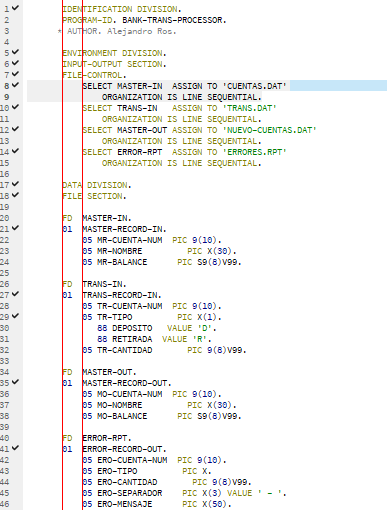 1 IDENTIFICATION DIVISION.
2 PROGRAM-ID. BANK-TRANS-PROCESSOR.
3 * AUTHOR. Alejandro Ros.
4
5 ENVIRONMENT DIVISION.
6 INPUT-OUTPUT SECTION.
7 FILE-CONTROL.
8 SELECT MASTER-IN ASSIGN TO 'CUENTAS.DAT'
9 ORGANIZATION IS LINE SEQUENTIAL.
10 SELECT TRANS-IN ASSIGN TO 'TRANS.DAT'
11 ORGANIZATION IS LINE SEQUENTIAL.
12 SELECT MASTER-OUT ASSIGN TO 'NUEVO-CUENTAS.DAT'
13 ORGANIZATION IS LINE SEQUENTIAL.
14 SELECT ERROR-RPT ASSIGN TO 'ERRORES.RPT'
15 ORGANIZATION IS LINE SEQUENTIAL.
16
17 DATA DIVISION.
18 FILE SECTION.
19
20 FD MASTER-IN.
21 01 MASTER-RECORD-IN.
22 05 MR-CUENTA-NUM PIC 9(10).
23 05 MR-NOMBRE PIC X(30).
24 05 MR-BALANCE PIC S9(8)V99.
25
26 FD TRANS-IN.
27 01 TRANS-RECORD-IN.
28 05 TR-CUENTA-NUM PIC 9(10).
29 05 TR-TIPO PIC X(1).
30 88 DEPOSITO VALUE 'D'.
31 88 RETIRADA VALUE 'R'.
32 05 TR-CANTIDAD PIC 9(8)V99.
33
34 FD MASTER-OUT.
35 01 MASTER-RECORD-OUT.
36 05 MO-CUENTA-NUM PIC 9(10).
37 05 MO-NOMBRE PIC X(30).
38 05 MO-BALANCE PIC S9(8)V99.
39
40 FD ERROR-RPT.
41 01 ERROR-RECORD-OUT.
42 05 ERO-CUENTA-NUM PIC 9(10).
43 05 ERO-TIPO PIC X.
44 05 ERO-CANTIDAD PIC 9(8)V99.
45 05 ERO-SEPARADOR PIC X(3) VALUE ' - '.
46 05 ERO-MENSAJE PIC X(50).